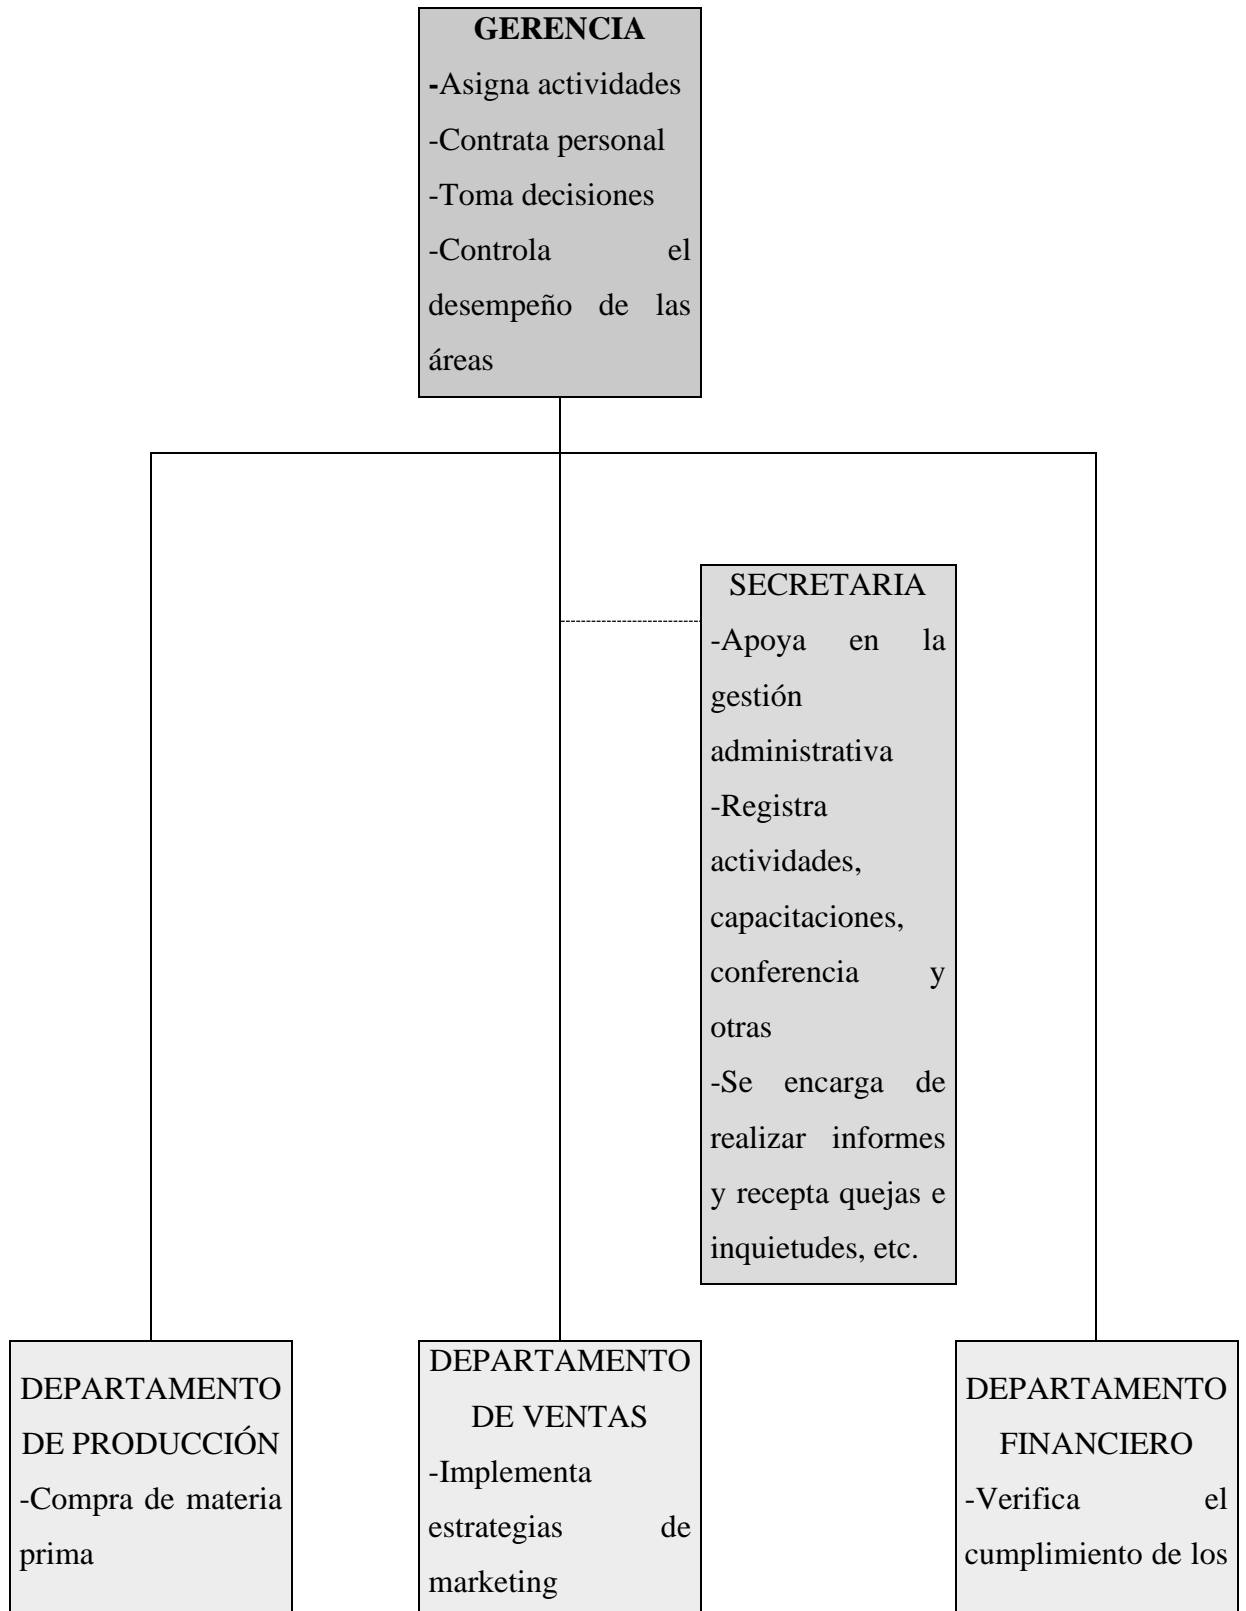 GERENCIA
-Asigna actividades
-Contrata personal
-Toma decisiones
-Controla el
desempeño de las
áreas
SECRETARIA
-Apoya en la
gestión
administrativa
-Registra
actividades,
capacitaciones,
conferencia y
otras
-Se encarga de
realizar informes
y recepta quejas e
inquietudes, etc.
DEPARTAMENTO
DE PRODUCCIÓN
-Compra de materia
prima
DEPARTAMENTO
DE VENTAS
-Implementa
estrategias de
marketing
DEPARTAMENTO
FINANCIERO
-Verifica el
cumplimiento de los